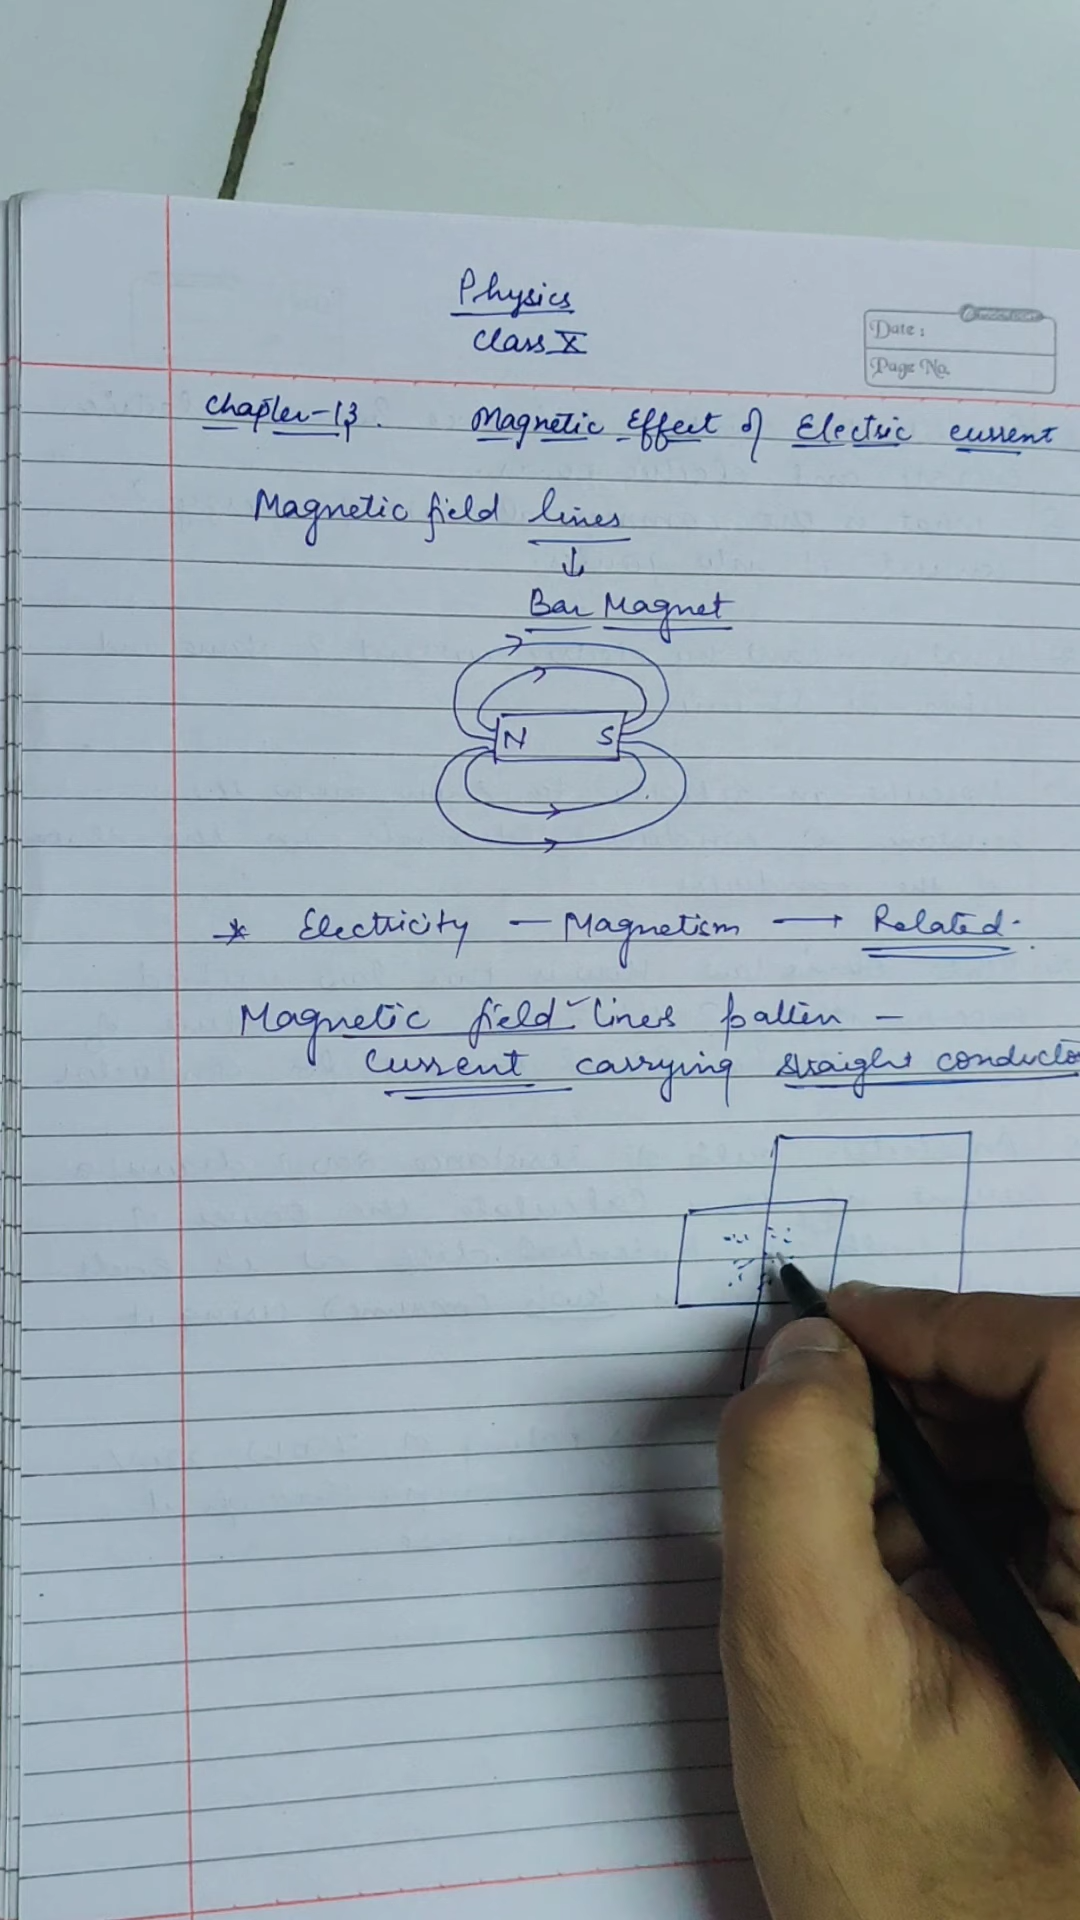 Physics
Class X
Date :
Page No.
Chapter-13. Magnetic Effect of Electric current
Magnetic field lines
↓
Bar Magnet
N S
* Electricity — Magnetism → Related.
Magnetic field lines patten –
Current carrying straight conducto